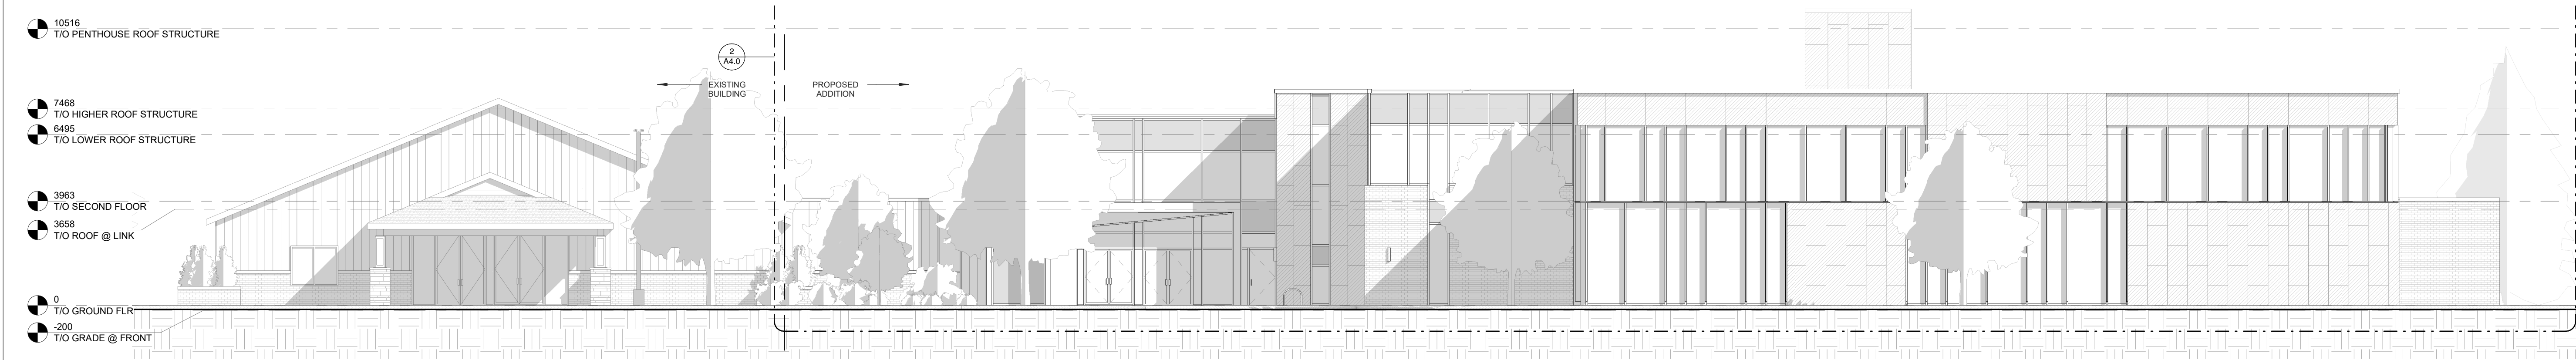 10516
T/O PENTHOUSE ROOF STRUCTURE
2
A4.0
EXISTING
BUILDING
PROPOSED
ADDITION
7468
T/O HIGHER ROOF STRUCTURE
6495
T/O LOWER ROOF STRUCTURE
3963
T/O SECOND FLOOR
3658
T/O ROOF @ LINK
0
T/O GROUND FLR
-200
T/O GRADE @ FRONT